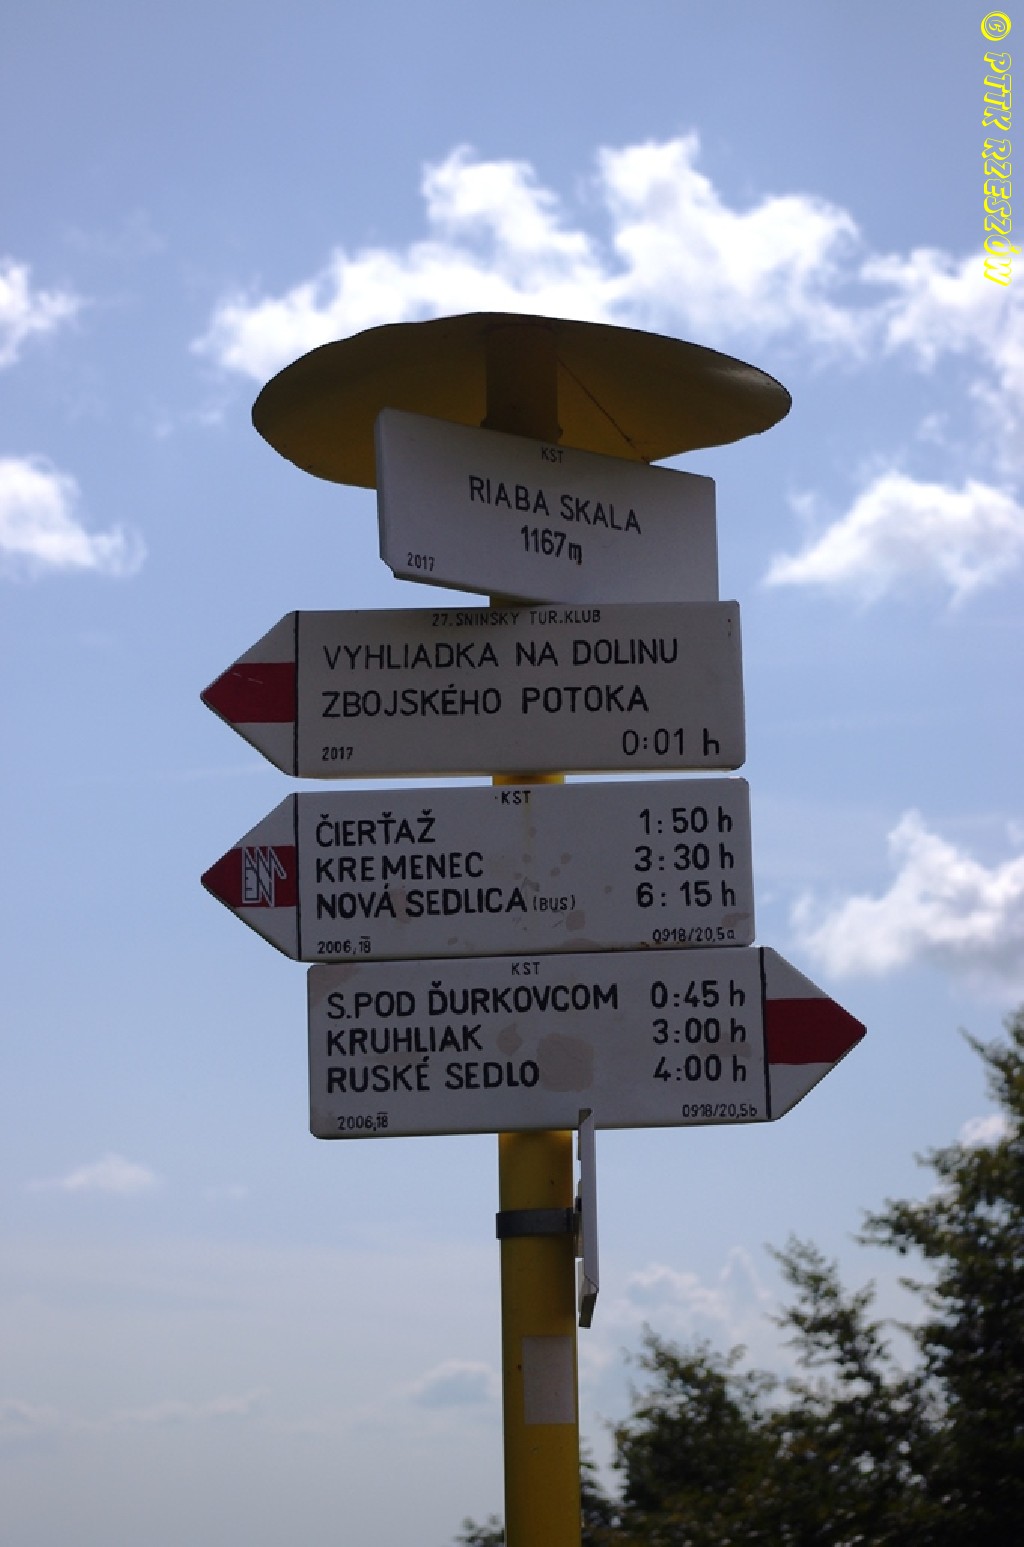 © PTTK RZESZÓW
KST
RIABA SKALA
1167m
2017
27. SNINSKÝ TUR.KLUB
VYHLIADKA NA DOLINU
ZBOJSKÉHO POTOKA
2017 0:01 h
KST
ČIERŤAŽ 1:50 h
KREMENEC 3:30 h
NOVÁ SEDLICA (BUS) 6:15 h
2006,18 0918/20,5a
KST
S.POD ĎURKOVCOM 0:45 h
KRUHLIAK 3:00 h
RUSKÉ SEDLO 4:00 h
2006,18 0918/20,5b